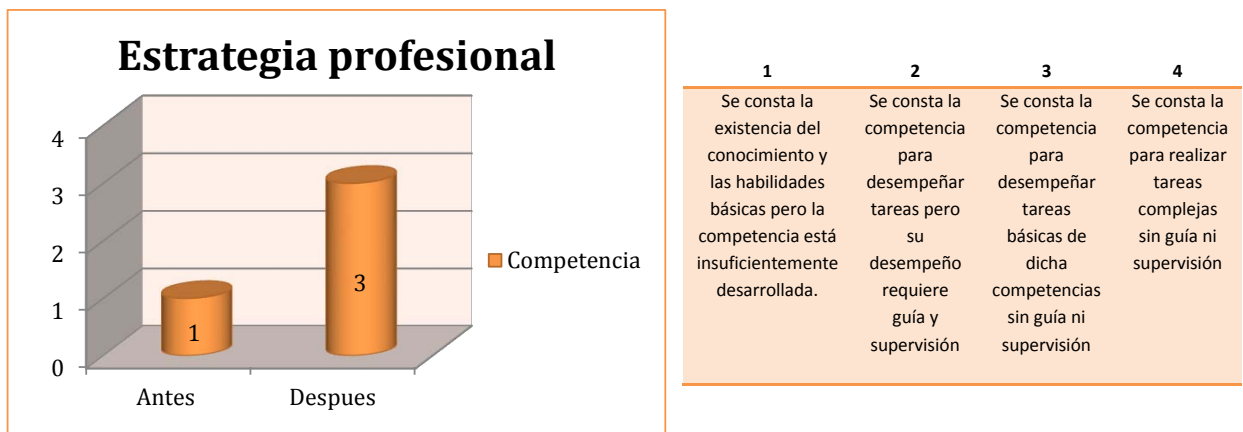 Estrategia profesional
4
3
2
1
0
1
3
Antes
Despues
Competencia
1
2
3
4
Se consta la
existencia del
conocimiento y
las habilidades
básicas pero la
competencia está
insuficientemente
desarrollada.
Se consta la
competencia
para
desempeñar
tareas pero
su
desempeño
requiere
guía y
supervisión
Se consta la
competencia
para
desempeñar
tareas
básicas de
dicha
competencias
sin guía ni
supervisión
Se consta la
competencia
para realizar
tareas
complejas
sin guía ni
supervisión